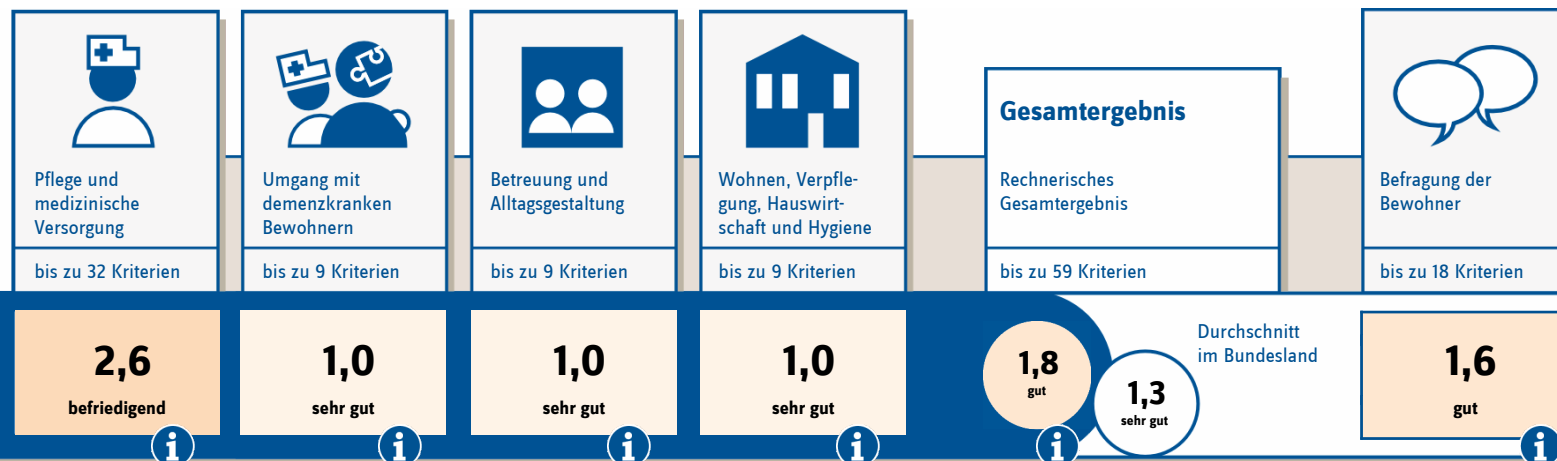 Pflege und
medizinische
Versorgung
bis zu 32 Kriterien
2,6
befriedigend
i
Umgang mit
demenzkranken
Bewohnern
bis zu 9 Kriterien
1,0
sehr gut
i
Betreuung und
Alltagsgestaltung
bis zu 9 Kriterien
1,0
sehr gut
i
Wohnen, Verpfle-
gung, Hauswirt-
schaft und Hygiene
bis zu 9 Kriterien
1,0
sehr gut
i
Gesamtergebnis
Rechnerisches
Gesamtergebnis
bis zu 59 Kriterien
1,8
gut
i
Durchschnitt
im Bundesland
1,3
sehr gut
Befragung der
Bewohner
bis zu 18 Kriterien
1,6
gut
i